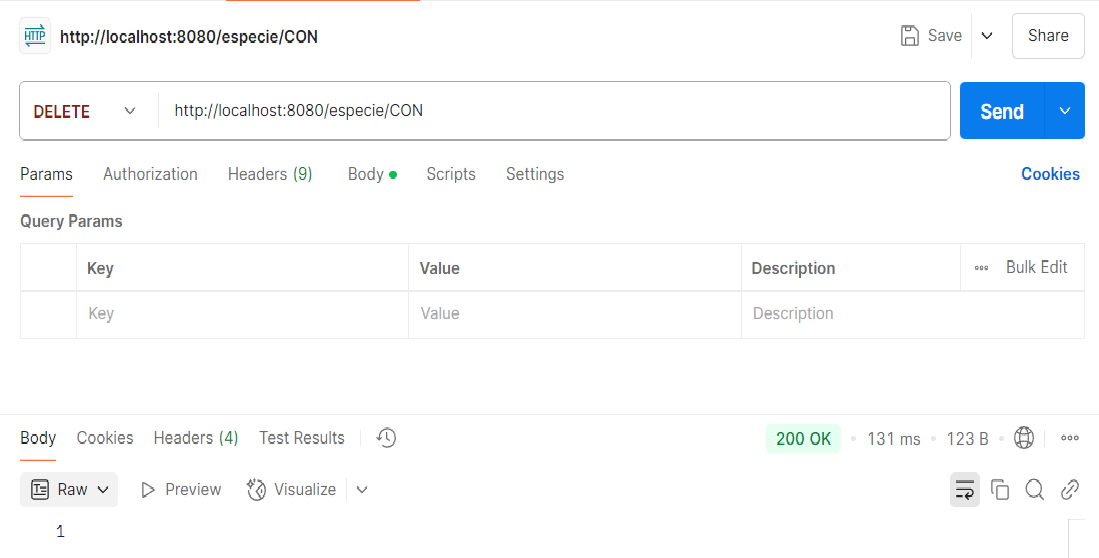 HTTP http://localhost:8080/especie/CON Save Share
DELETE http://localhost:8080/especie/CON Send
Params Authorization Headers (9) Body Scripts Settings Cookies
Query Params
Key Value Description Bulk Edit
Key Value Description
Body Cookies Headers (4) Test Results 200 OK 131 ms 123 B
Raw Preview Visualize
1